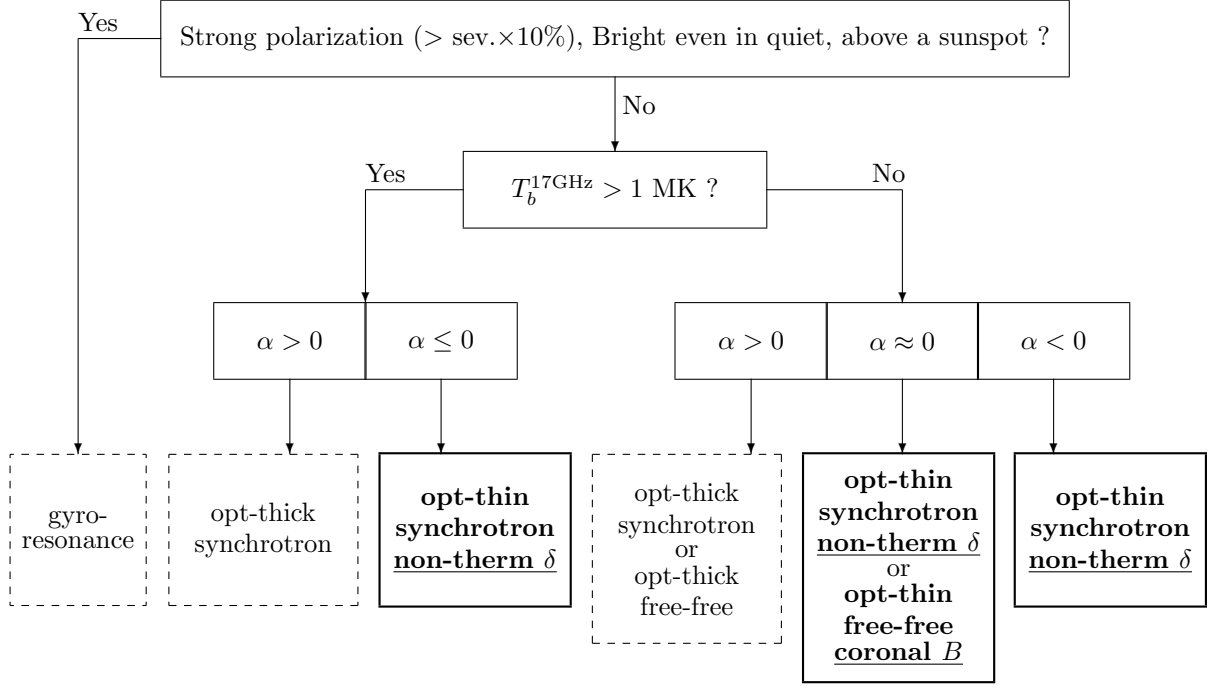 Yes
Strong polarization (> sev.×10%), Bright even in quiet, above a sunspot ?
No
Yes
T_b^{17GHz} > 1 MK ?
No
α > 0
α ≤ 0
α > 0
α ≈ 0
α < 0
gyro-
resonance
opt-thick
synchrotron
opt-thin
synchrotron
non-therm δ
opt-thick
synchrotron
or
opt-thick
free-free
opt-thin
synchrotron
non-therm δ
or
opt-thin
free-free
coronal B
opt-thin
synchrotron
non-therm δ